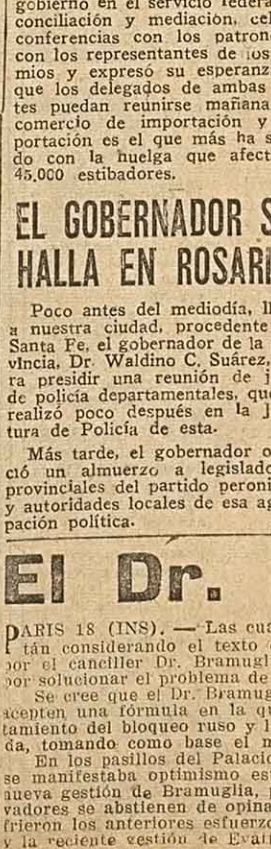 gobierno en el servicio federa
conciliación y mediación, cel
conferencias con los patron
con los representantes de los
mios y expresó su esperanz
que los delegados de ambas
tes puedan reunirse mañana
comercio de importación y
portación es el que más ha s
do con la huelga que afect
45.000 estibadores.
EL GOBERNADOR S
HALLA EN ROSARI
Poco antes del mediodía, ll
a nuestra ciudad, procedente
Santa Fe, el gobernador de la
vincia, Dr. Waldino C. Suárez,
ra presidir una reunión de j
de policía departamentales, que
realizó poco después en la J
tura de Policía de esta.
Más tarde, el gobernador o
ció un almuerzo a legislado
provinciales del partido peroni
y autoridades locales de esa ag
pación política.
El Dr.
PARIS 18 (INS). — Las cua
tán considerando el texto
por el canciller Dr. Bramugl
por solucionar el problema de
Se cree que el Dr. Bramug
acepten una fórmula en la qu
tamiento del bloqueo ruso y l
da, tomando como base el m
En los pasillos del Palacio
se manifestaba optimismo es
nueva gestión de Bramuglia, p
vadores se abstienen de opina
frieron los anteriores esfuerzo
y la reciente gestión de Evatt